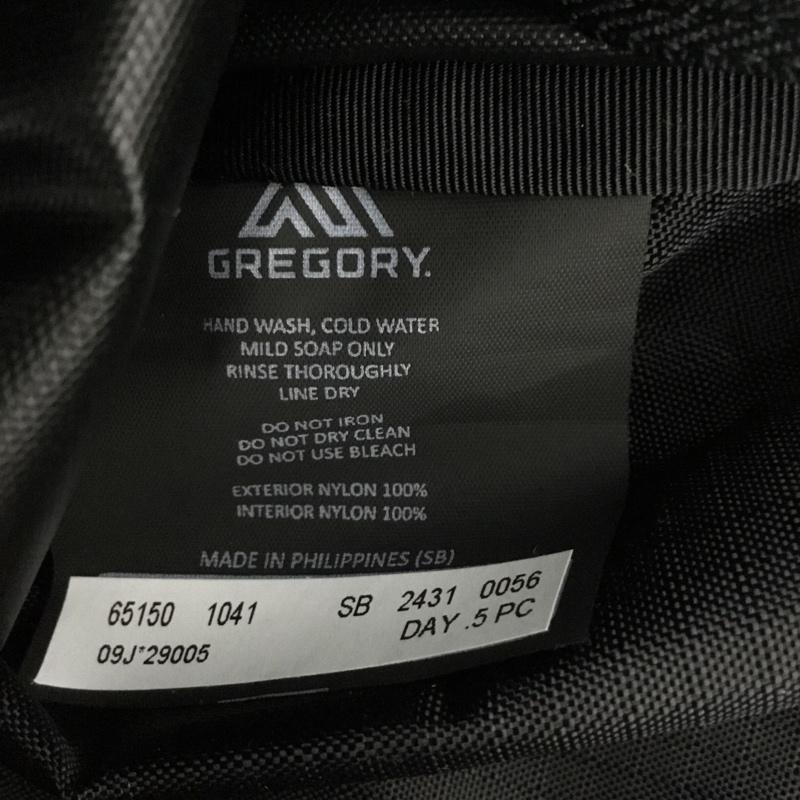 GREGORY.
HAND WASH, COLD WATER
MILD SOAP ONLY
RINSE THOROUGHLY
LINE DRY
DO NOT IRON
DO NOT DRY CLEAN
DO NOT USE BLEACH
EXTERIOR NYLON 100%
INTERIOR NYLON 100%
MADE IN PHILIPPINES (SB)
65150 1041 SB 2431 0056
09J*29005 DAY .5 PC